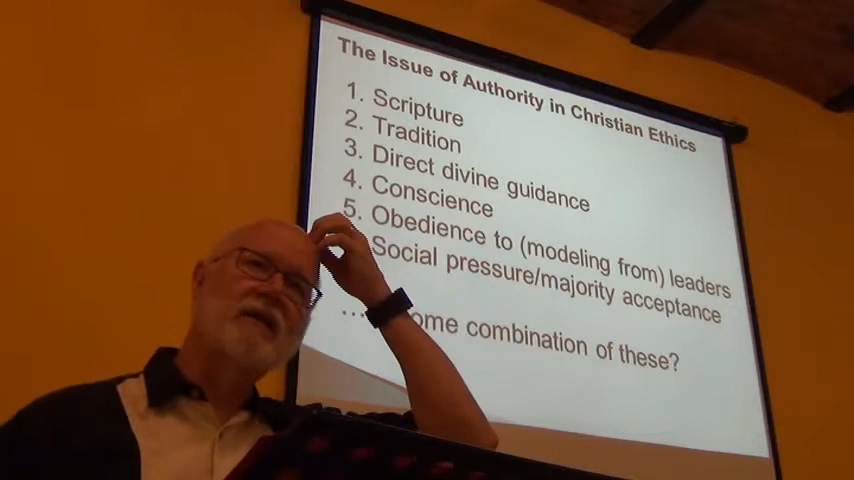 The Issue of Authority in Christian Ethics
1. Scripture
2. Tradition
3. Direct divine guidance
4. Conscience
5. Obedience to (modeling from) leaders
Social pressure/majority acceptance
... ome combination of these?